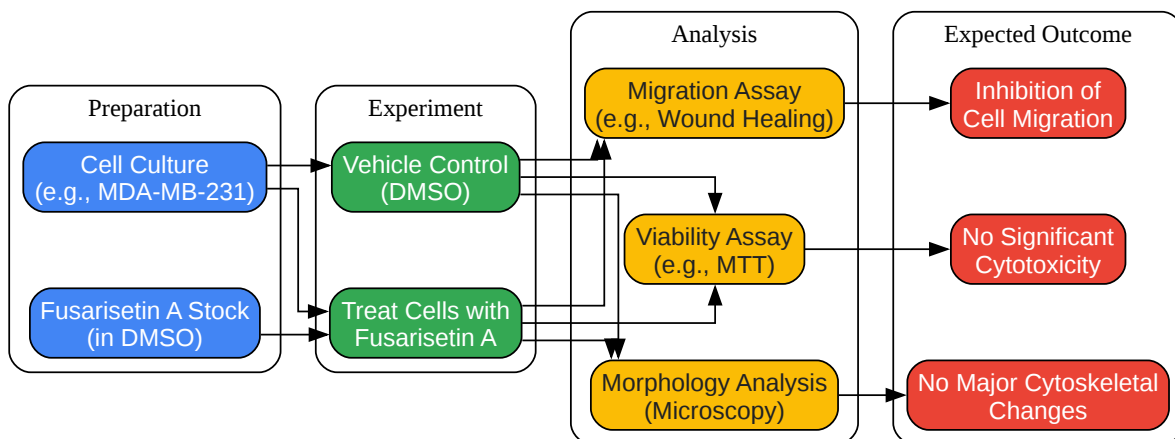 Preparation
Cell Culture
(e.g., MDA-MB-231)
Fusarisetin A Stock
(in DMSO)
Experiment
Vehicle Control
(DMSO)
Treat Cells with
Fusarisetin A
Analysis
Migration Assay
(e.g., Wound Healing)
Viability Assay
(e.g., MTT)
Morphology Analysis
(Microscopy)
Expected Outcome
Inhibition of
Cell Migration
No Significant
Cytotoxicity
No Major Cytoskeletal
Changes